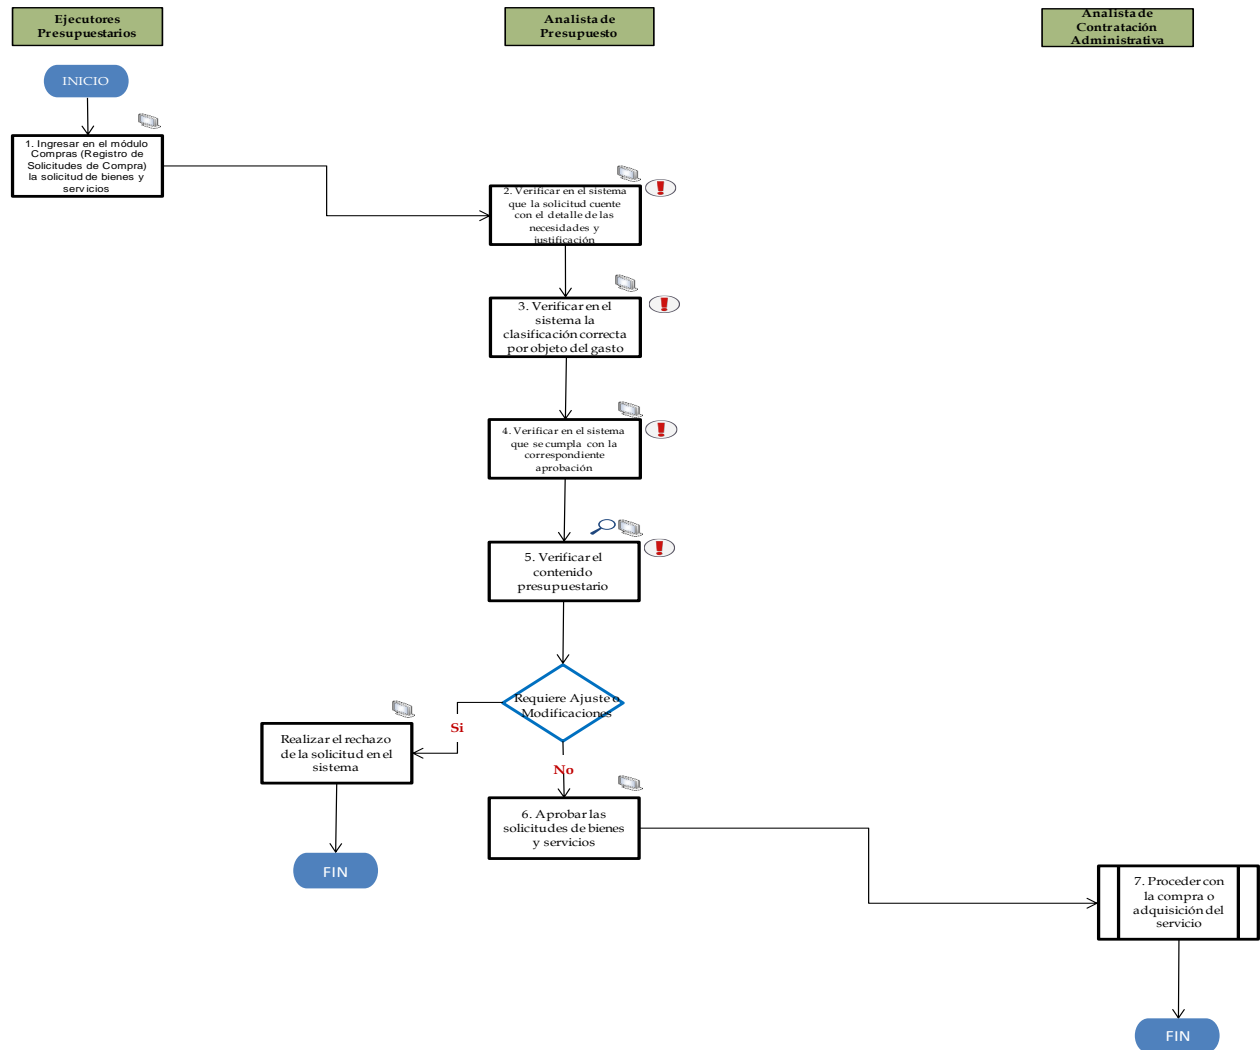 Ejecutores
Presupuestarios
Analista de
Presupuesto
Analista de
Contratación
Administrativa
INICIO
1. Ingresar en el módulo
Compras (Registro de
Solicitudes de Compra)
la solicitud de bienes y
servicios
2. Verificar en el sistema
que la solicitud cuente
con el detalle de las
necesidades y
justificación
3. Verificar en el
sistema la
clasificación correcta
por objeto del gasto
4. Verificar en el sistema
que se cumpla con la
correspondiente
aprobación
5. Verificar el
contenido
presupuestario
Requiere Ajuste o
Modificaciones
Si
No
Realizar el rechazo
de la solicitud en el
sistema
FIN
6. Aprobar las
solicitudes de bienes
y servicios
7. Proceder con
la compra o
adquisición del
servicio
FIN